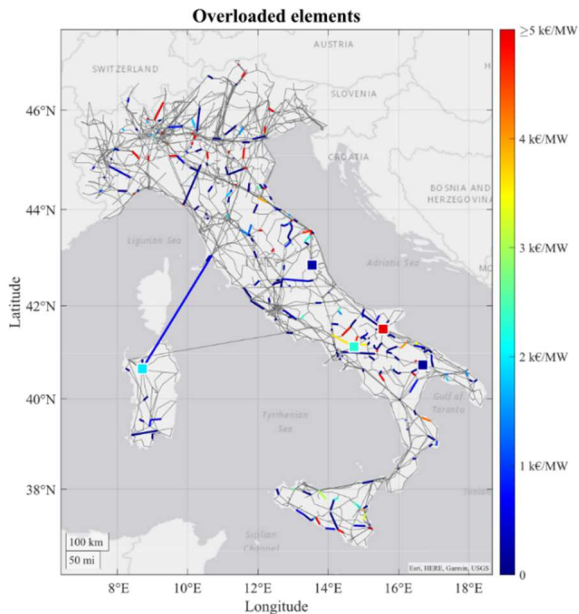 Overloaded elements
≥5 k€/MW
AUSTRIA
SWITZERLAND
46°N
SLOVENIA
4 k€/MW
CROATIA
BOSNIA AND
HERZEGOVINA
44°N
Ligurian Sea
3 k€/MW
Adriatic Sea
Latitude
42°N
2 k€/MW
40°N
Tyrrhenian
Sea
Gulf of
Taranto
1 k€/MW
38°N
Sicilian
Channel
100 km
50 mi
Esri, HERE, Garmin, USGS
0
8°E
10°E
12°E
14°E
16°E
18°E
Longitude